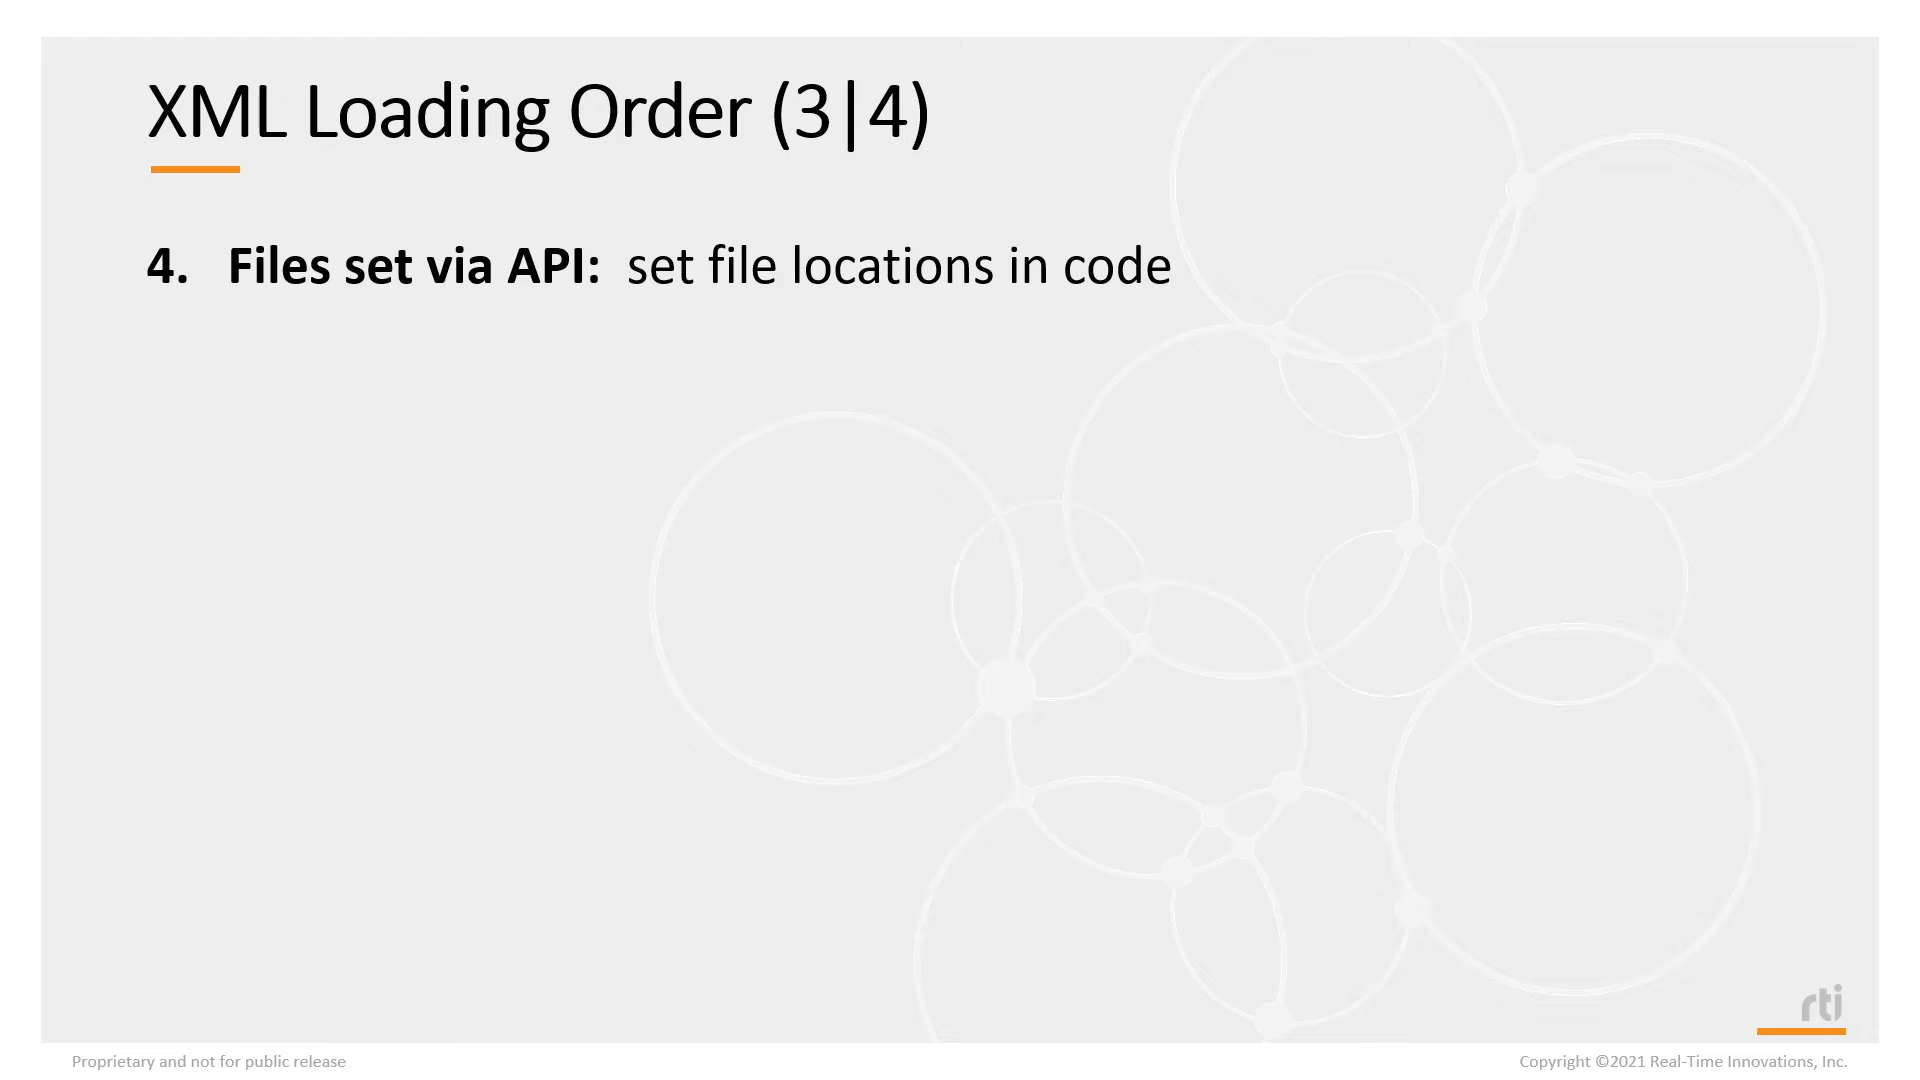 XML Loading Order (3|4)
4. Files set via API: set file locations in code
rti
Proprietary and not for public release
Copyright ©2021 Real-Time Innovations, Inc.